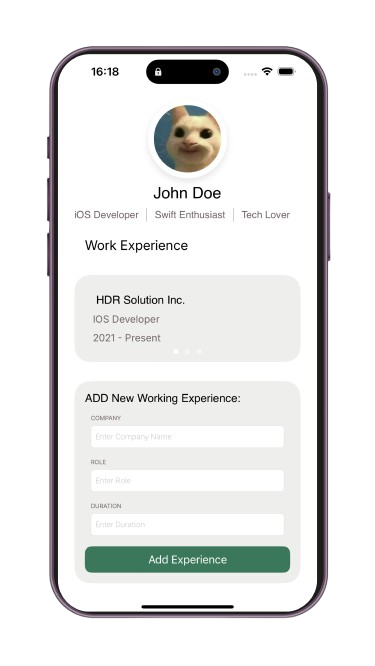 16:18
John Doe
iOS Developer | Swift Enthusiast | Tech Lover
Work Experience
HDR Solution Inc.
IOS Developer
2021 - Present
ADD New Working Experience:
COMPANY
Enter Company Name
ROLE
Enter Role
DURATION
Enter Duration
Add Experience